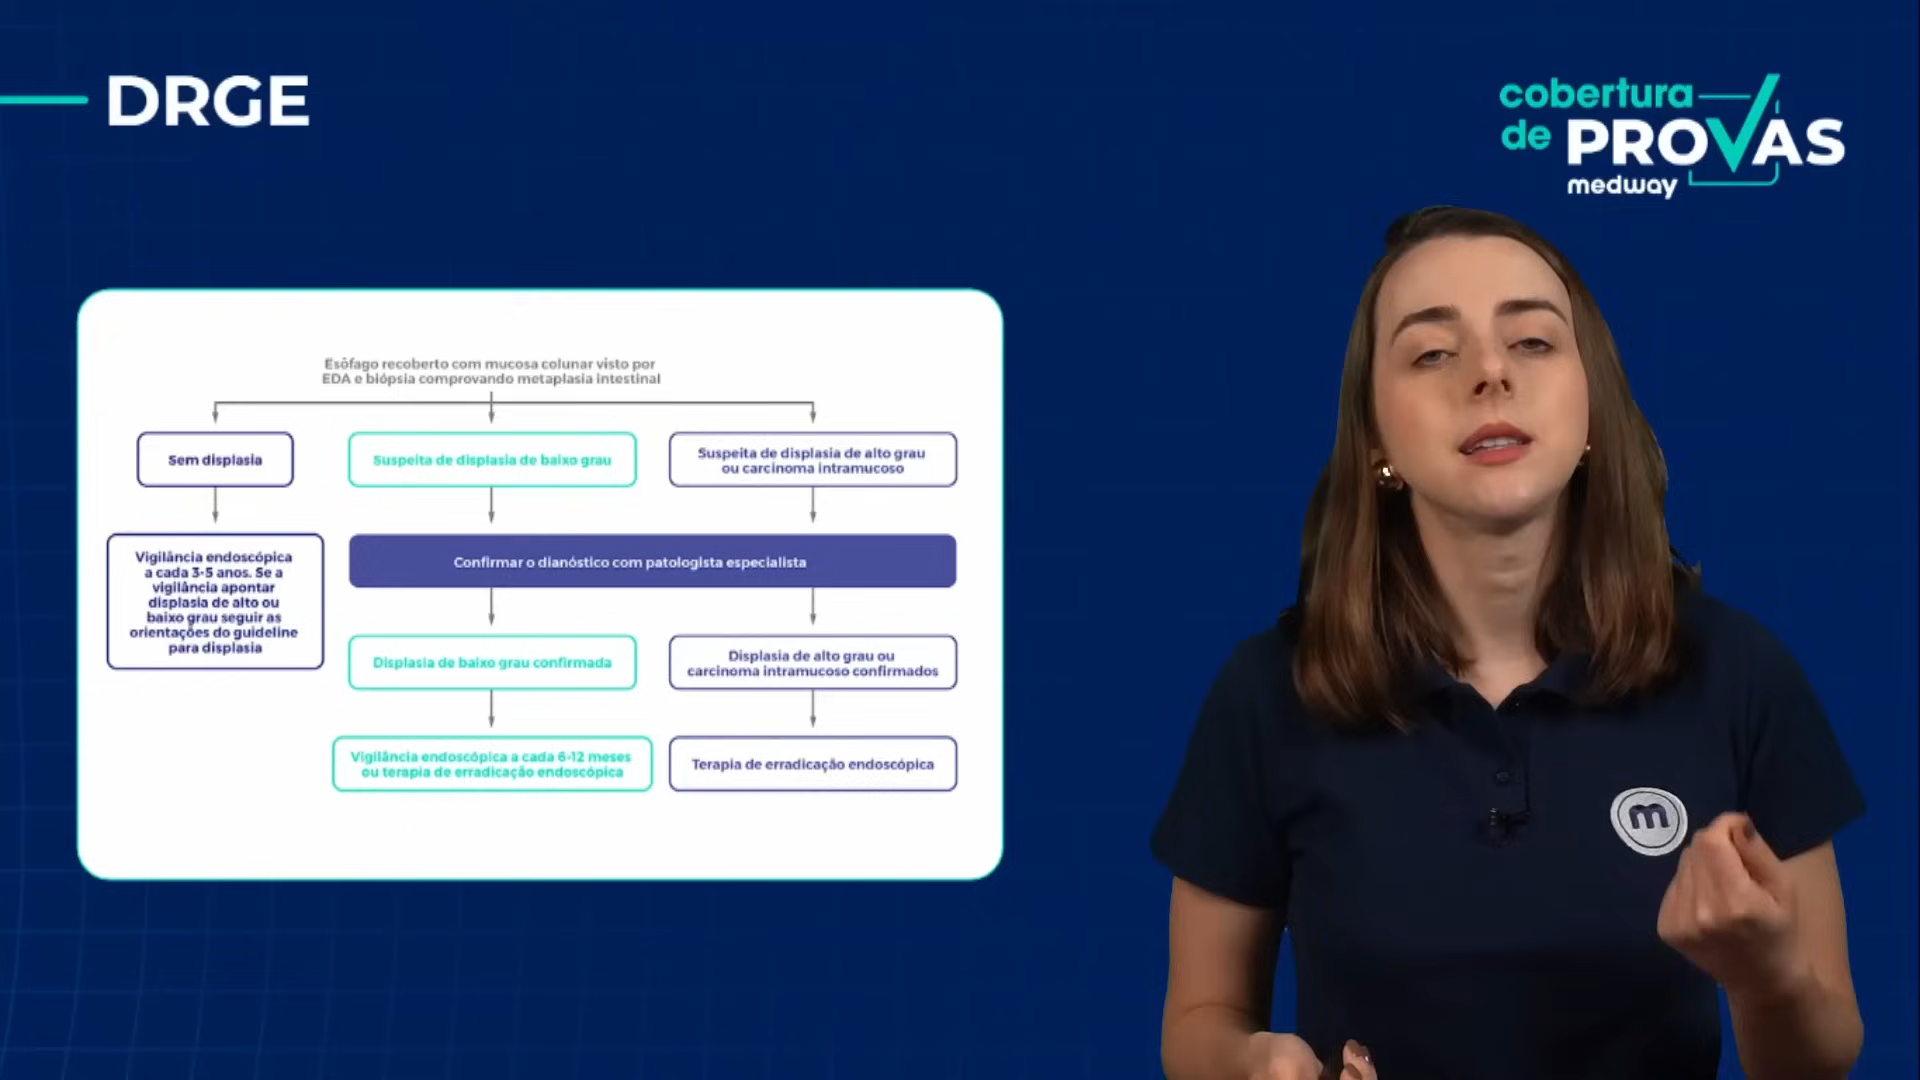 DRGE
cobertura
de PROVAS
medway
Esôfago recoberto com mucosa colunar visto por
EDA e biópsia comprovando metaplasia intestinal
Sem displasia
Suspeita de displasia de baixo grau
Suspeita de displasia de alto grau
ou carcinoma intramucoso
Vigilância endoscópica
a cada 3-5 anos. Se a
vigilância apontar
displasia de alto ou
baixo grau seguir as
orientações do guideline
para displasia
Confirmar o dianóstico com patologista especialista
Displasia de baixo grau confirmada
Displasia de alto grau ou
carcinoma intramucoso confirmados
Vigilância endoscópica a cada 6-12 meses
ou terapia de erradicação endoscópica
Terapia de erradicação endoscópica
m